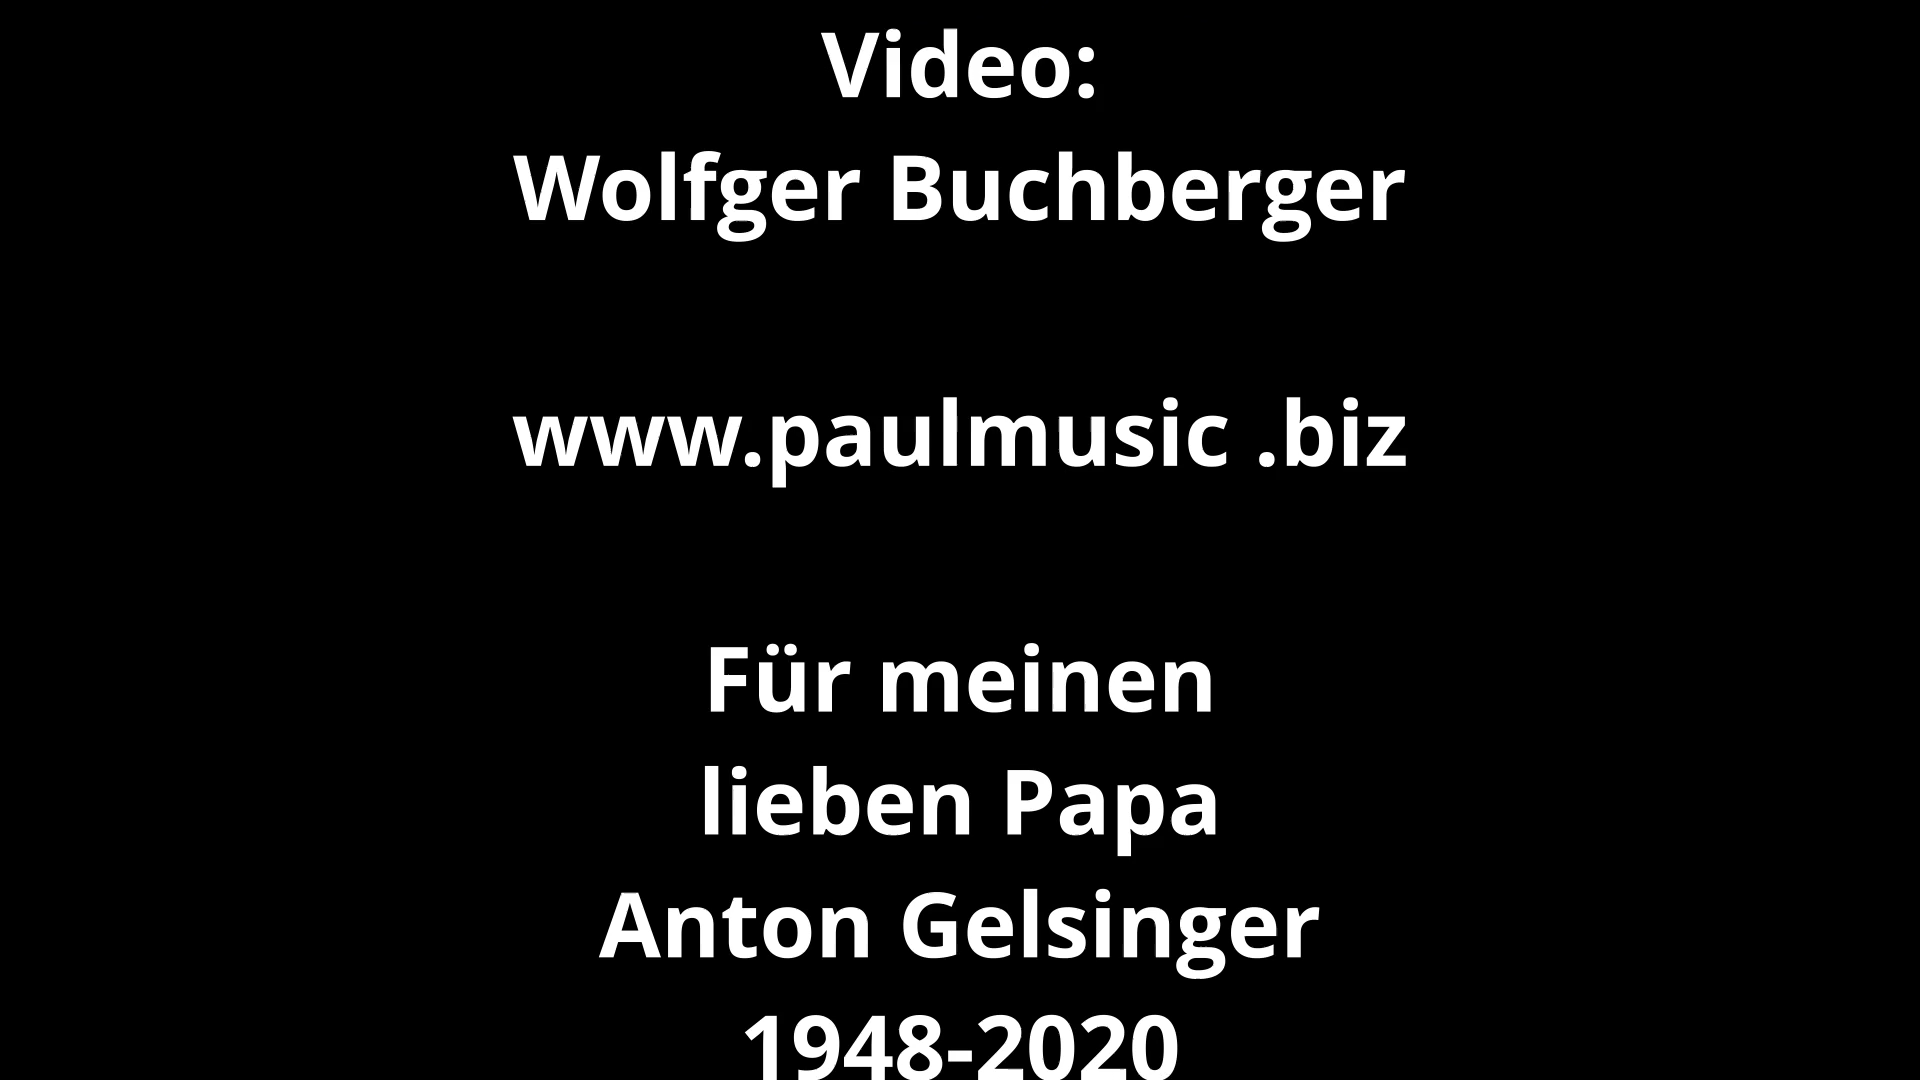 Video:
Wolfger Buchberger
www.paulmusic .biz
Für meinen
lieben Papa
Anton Gelsinger
1948-2020